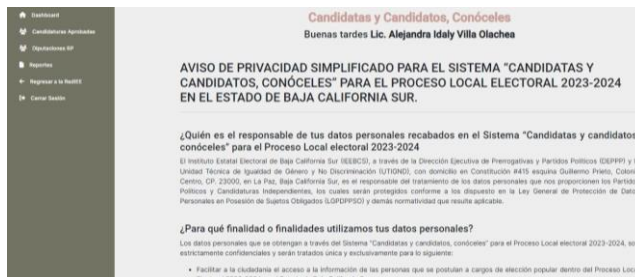 Dashboard
Candidaturas Aprobadas
Diputaciones RP
Reportes
Regresar a la RedIEE
Cerrar Sesión
Candidatas y Candidatos, Conóceles
Buenas tardes Lic. Alejandra Idaly Villa Olachea
AVISO DE PRIVACIDAD SIMPLIFICADO PARA EL SISTEMA "CANDIDATAS Y
CANDIDATOS, CONÓCELES" PARA EL PROCESO LOCAL ELECTORAL 2023-2024
EN EL ESTADO DE BAJA CALIFORNIA SUR.
¿Quién es el responsable de tus datos personales recabados en el Sistema "Candidatas y candidatos
conóceles" para el Proceso Local electoral 2023-2024
El Instituto Estatal Electoral de Baja California Sur (IEEBCS), a través de la Dirección Ejecutiva de Prerrogativas y Partidos Políticos (DEPPP) y
Unidad Técnica de Igualdad de Género y No Discriminación (UTIGND), con domicilio en Constitución #415 esquina Guillermo Prieto, Colon
Centro, CP. 23000, en La Paz, Baja California Sur, es el responsable del tratamiento de los datos personales que nos proporcionen los Partido
Políticos y Candidaturas Independientes, los cuales serán protegidos conforme a los dispuesto en la Ley General de Protección de Dato
Personales en Posesión de Sujetos Obligados (LGPDPPSO) y demás normatividad que resulte aplicable.
¿Para qué finalidad o finalidades utilizamos tus datos personales?
Los datos personales que se obtengan a través del Sistema "Candidatas y candidatos, conóceles" para el Proceso Local electoral 2023-2024, so
estrictamente confidenciales y serán tratados única y exclusivamente para lo siguiente:
• Facilitar a la ciudadanía el acceso a la información de las personas que se postulan a cargos de elección popular dentro del Proceso Loc